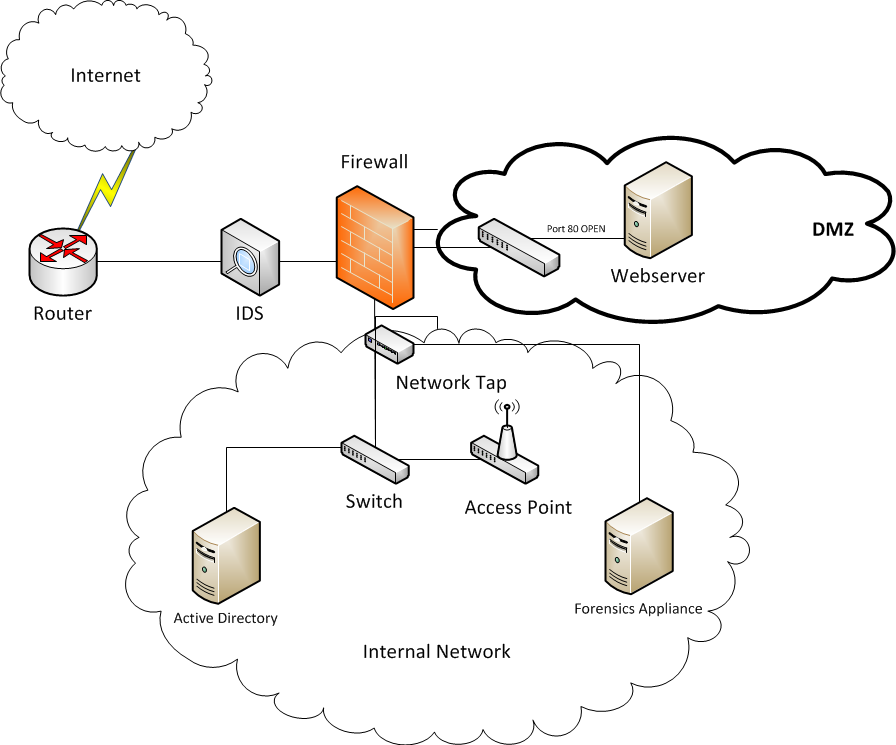 Internet
Firewall
Port 80 OPEN
DMZ
Webserver
Router
IDS
Network Tap
Switch
Access Point
Active Directory
Forensics Appliance
Internal Network